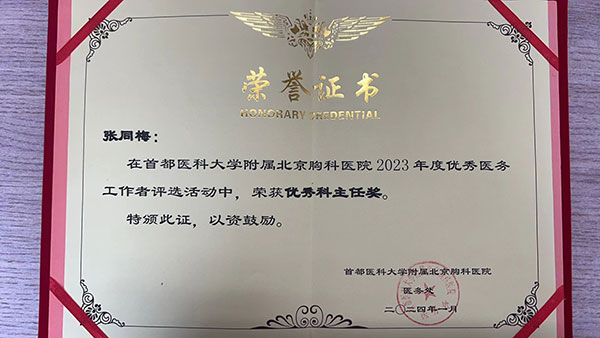 荣誉证书
HONORARY CREDENTIAL
张同梅：
在首都医科大学附属北京胸科医院2023年度优秀医务
工作者评选活动中，荣获优秀科主任奖。
特颁此证，以资鼓励。
首都医科大学附属北京胸科医院
医务处
二〇二四年一月